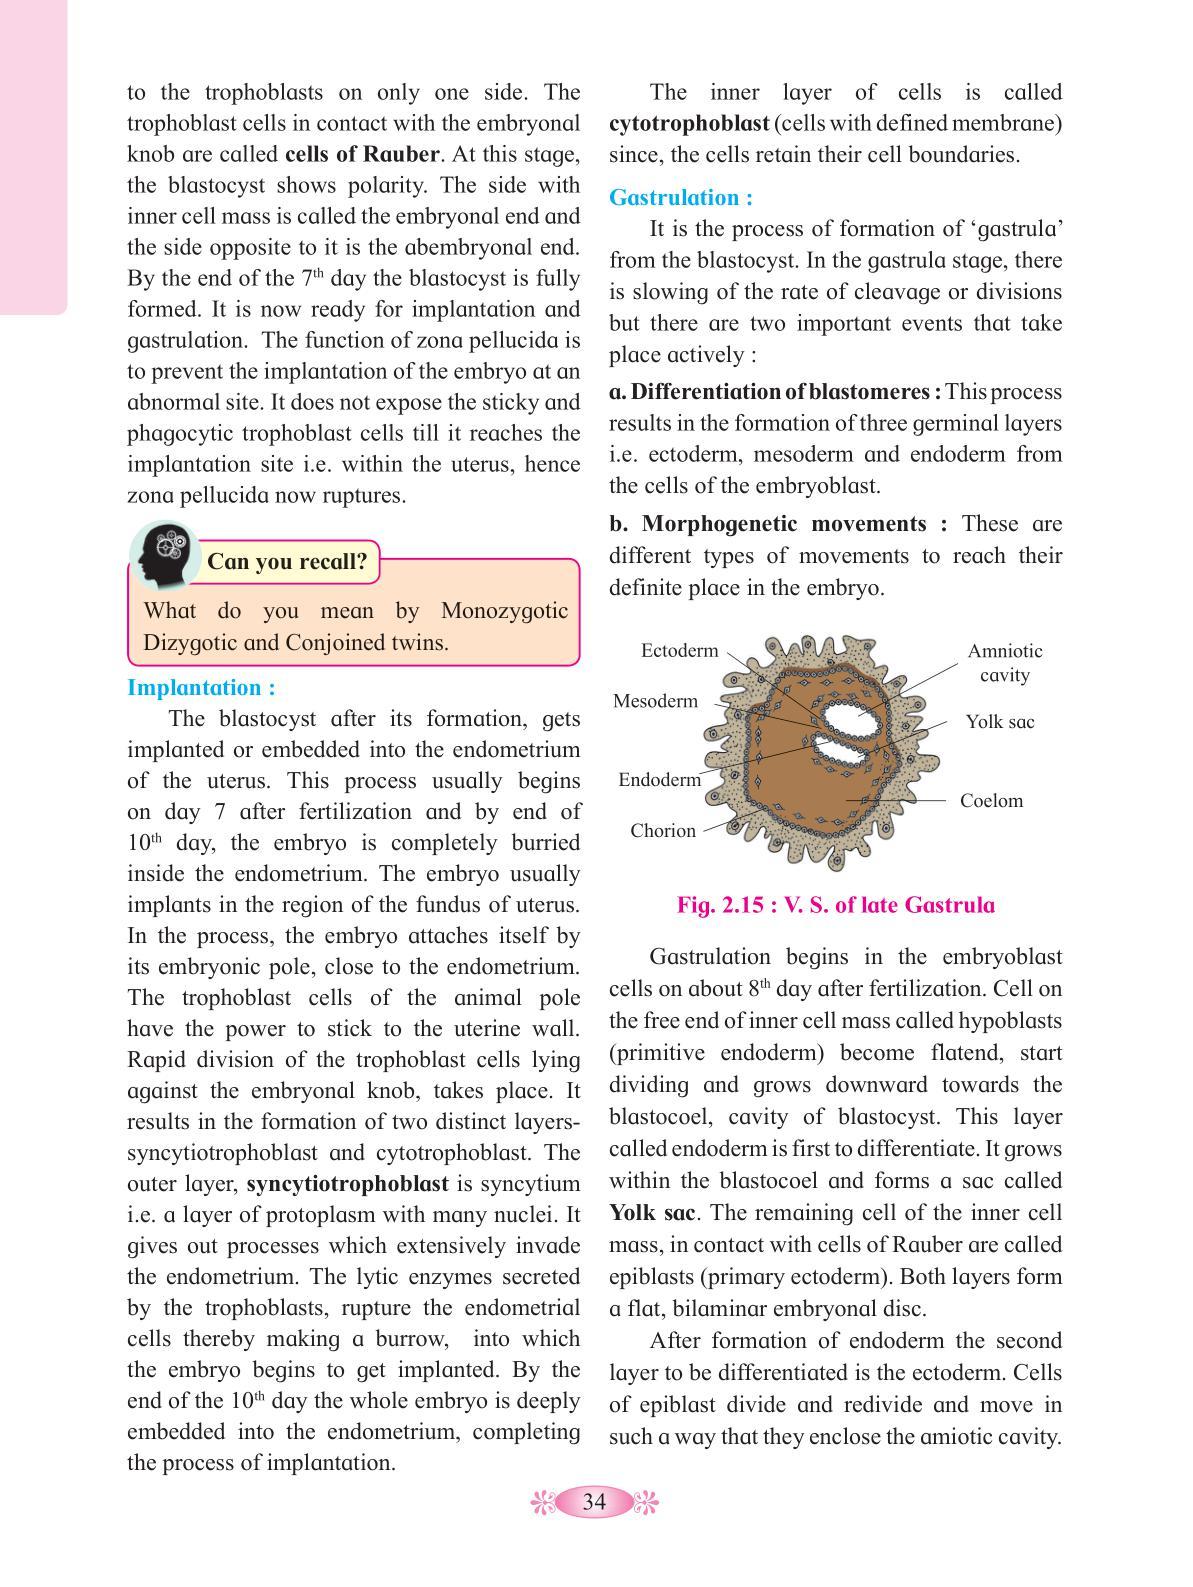 to the trophoblasts on only one side. The
trophoblast cells in contact with the embryonal
knob are called cells of Rauber. At this stage,
the blastocyst shows polarity. The side with
inner cell mass is called the embryonal end and
the side opposite to it is the abembryonal end.
By the end of the 7th day the blastocyst is fully
formed. It is now ready for implantation and
gastrulation. The function of zona pellucida is
to prevent the implantation of the embryo at an
abnormal site. It does not expose the sticky and
phagocytic trophoblast cells till it reaches the
implantation site i.e. within the uterus, hence
zona pellucida now ruptures.
Can you recall?
What do you mean by Monozygotic
Dizygotic and Conjoined twins.
Implantation :
The blastocyst after its formation, gets
implanted or embedded into the endometrium
of the uterus. This process usually begins
on day 7 after fertilization and by end of
10th day, the embryo is completely burried
inside the endometrium. The embryo usually
implants in the region of the fundus of uterus.
In the process, the embryo attaches itself by
its embryonic pole, close to the endometrium.
The trophoblast cells of the animal pole
have the power to stick to the uterine wall.
Rapid division of the trophoblast cells lying
against the embryonal knob, takes place. It
results in the formation of two distinct layers-
syncytiotrophoblast and cytotrophoblast. The
outer layer, syncytiotrophoblast is syncytium
i.e. a layer of protoplasm with many nuclei. It
gives out processes which extensively invade
the endometrium. The lytic enzymes secreted
by the trophoblasts, rupture the endometrial
cells thereby making a burrow, into which
the embryo begins to get implanted. By the
end of the 10th day the whole embryo is deeply
embedded into the endometrium, completing
the process of implantation.
The inner layer of cells is called
cytotrophoblast (cells with defined membrane)
since, the cells retain their cell boundaries.
Gastrulation :
It is the process of formation of ‘gastrula’
from the blastocyst. In the gastrula stage, there
is slowing of the rate of cleavage or divisions
but there are two important events that take
place actively :
a. Differentiation of blastomeres : This process
results in the formation of three germinal layers
i.e. ectoderm, mesoderm and endoderm from
the cells of the embryoblast.
b. Morphogenetic movements : These are
different types of movements to reach their
definite place in the embryo.
Ectoderm
Mesoderm
Endoderm
Chorion
Amniotic
cavity
Yolk sac
Coelom
Fig. 2.15 : V. S. of late Gastrula
Gastrulation begins in the embryoblast
cells on about 8th day after fertilization. Cell on
the free end of inner cell mass called hypoblasts
(primitive endoderm) become flatend, start
dividing and grows downward towards the
blastocoel, cavity of blastocyst. This layer
called endoderm is first to differentiate. It grows
within the blastocoel and forms a sac called
Yolk sac. The remaining cell of the inner cell
mass, in contact with cells of Rauber are called
epiblasts (primary ectoderm). Both layers form
a flat, bilaminar embryonal disc.
After formation of endoderm the second
layer to be differentiated is the ectoderm. Cells
of epiblast divide and redivide and move in
such a way that they enclose the amiotic cavity.
34